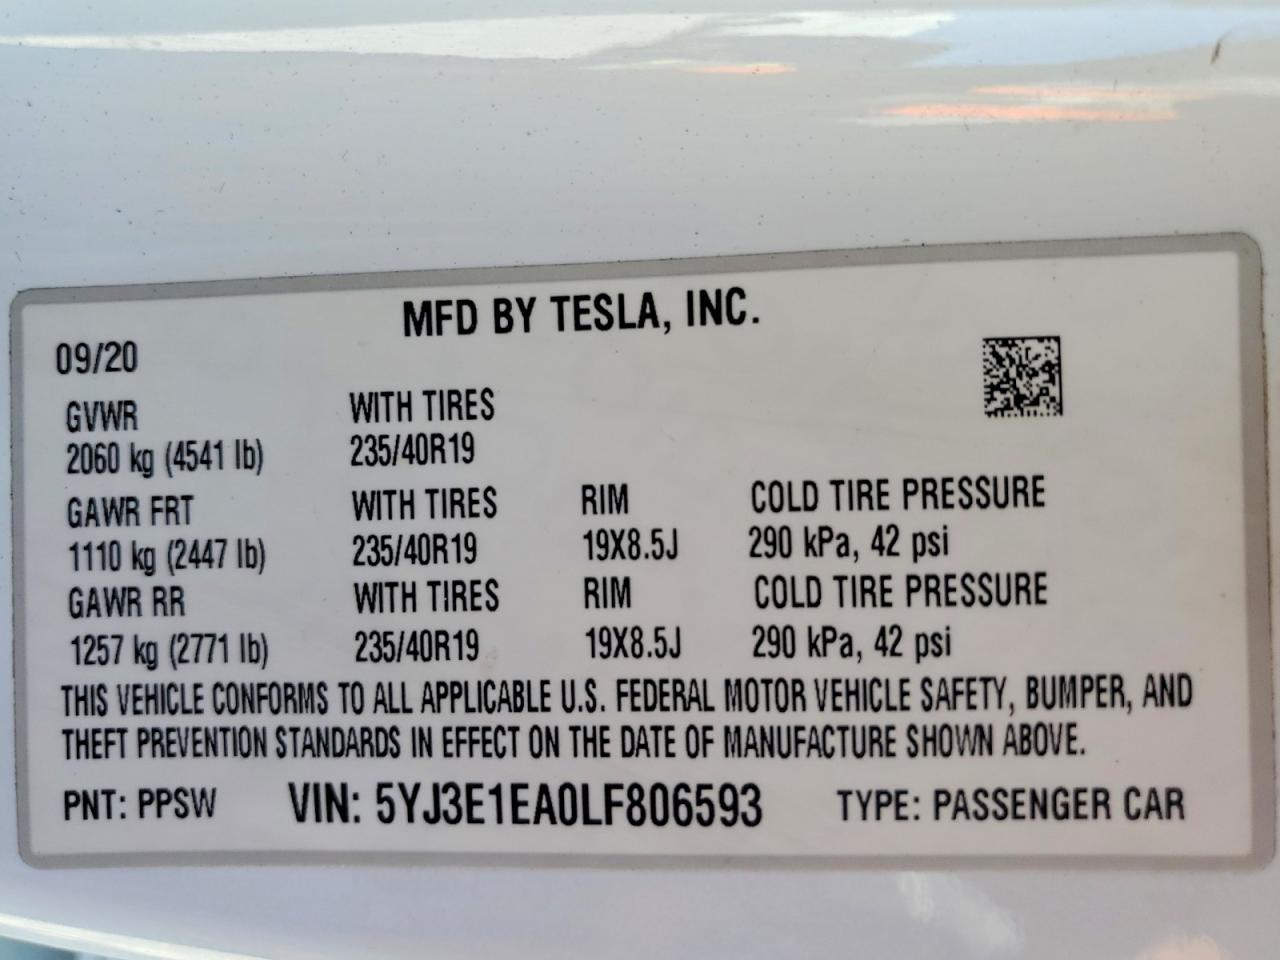 MFD BY TESLA, INC.
09/20
GVWR WITH TIRES
2060 kg (4541 lb) 235/40R19
GAWR FRT WITH TIRES RIM COLD TIRE PRESSURE
1110 kg (2447 lb) 235/40R19 19X8.5J 290 kPa, 42 psi
GAWR RR WITH TIRES RIM COLD TIRE PRESSURE
1257 kg (2771 lb) 235/40R19 19X8.5J 290 kPa, 42 psi
THIS VEHICLE CONFORMS TO ALL APPLICABLE U.S. FEDERAL MOTOR VEHICLE SAFETY, BUMPER, AND
THEFT PREVENTION STANDARDS IN EFFECT ON THE DATE OF MANUFACTURE SHOWN ABOVE.
PNT: PPSW VIN: 5YJ3E1EA0LF806593 TYPE: PASSENGER CAR